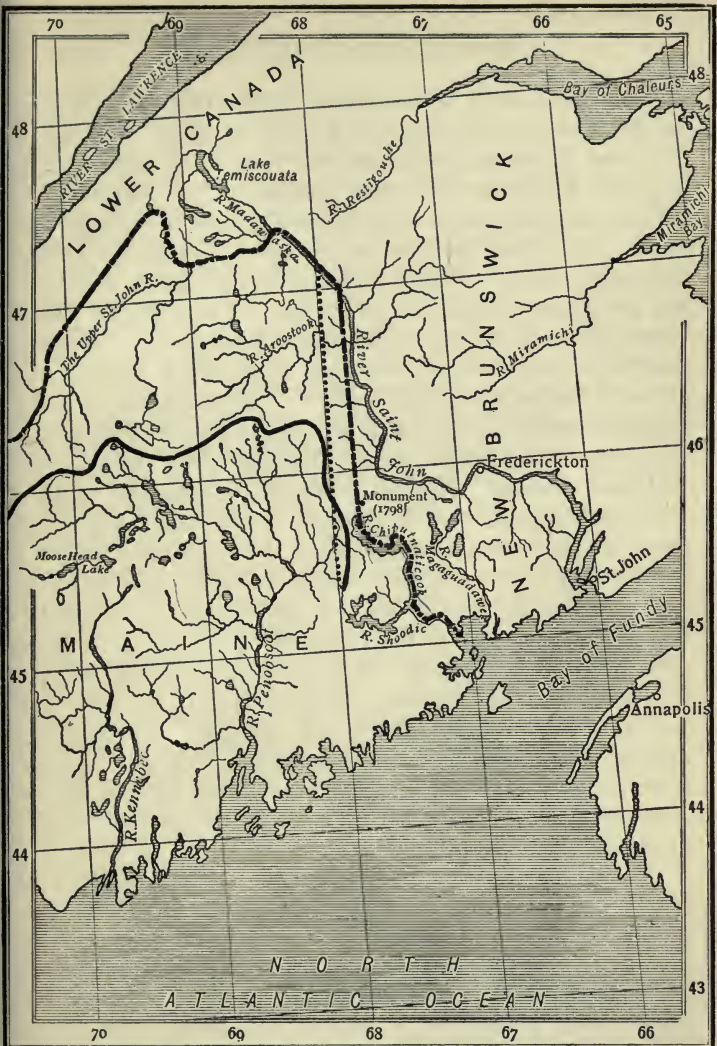 70 69 68 67 66 65
RIVER ST. LAWRENCE
LOWER CANADA
Bay of Chaleurs
48
48
Lake
Temiscouata
R. Restigouche
R. Madawaska
Miramichi
Bay
47
47
The Upper St. John R.
R. Aroostook
River Saint John
R. Miramichi
NEW BRUNSWICK
46
46
Frederickton
Monument
(1798)
R. Chiputnaticook
R. Magaguadawic
Moose Head
Lake
St. John
R. Shoodic
45
45
MAINE
R. Penobscot
Bay of Fundy
Annapolis
R. Kennebec
44
44
NORTH
ATLANTIC OCEAN
43
70 69 68 67 66